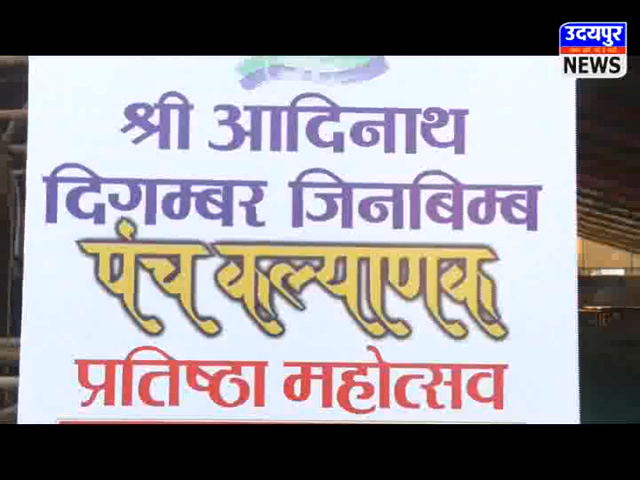 उदयपुर
NEWS
श्री आदिनाथ
दिगम्बर जिनबिम्ब
पंच कल्याणक
प्रतिष्ठा महोत्सव